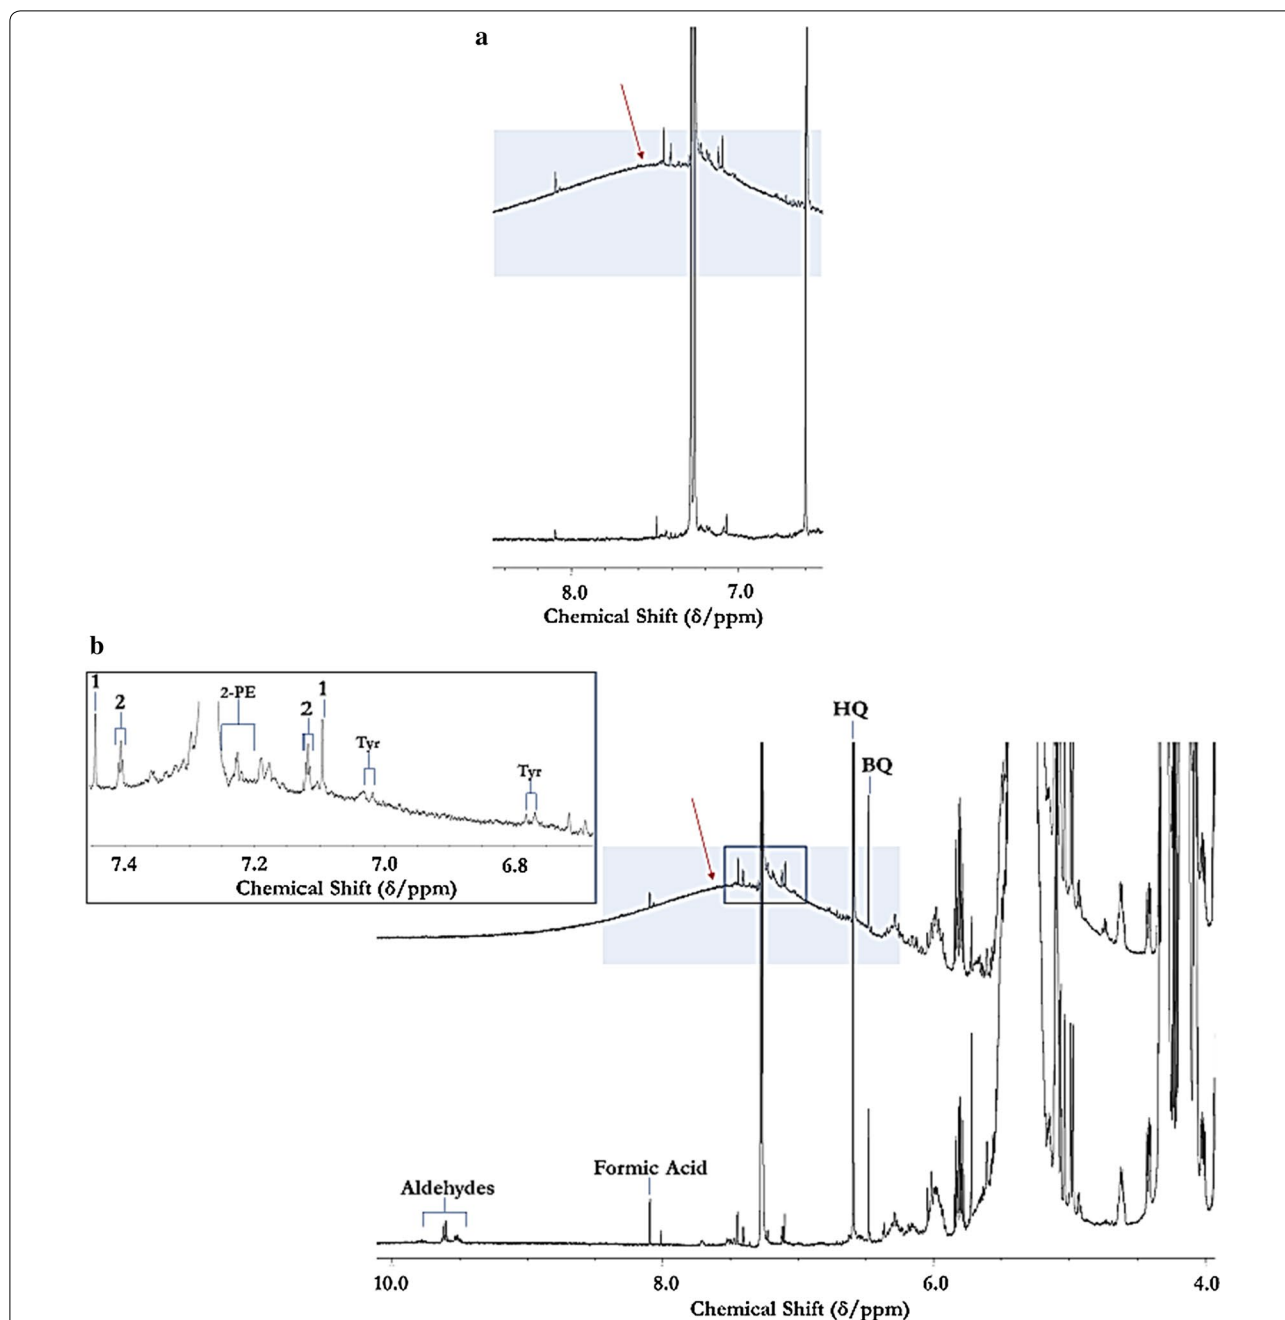 a
8.0 7.0
Chemical Shift (δ/ppm)
b
1 2 2-PE 2 1 Tyr Tyr
7.4 7.2 7.0 6.8
Chemical Shift (δ/ppm)
HQ
BQ
Formic Acid
Aldehydes
10.0 8.0 6.0 4.0
Chemical Shift (δ/ppm)